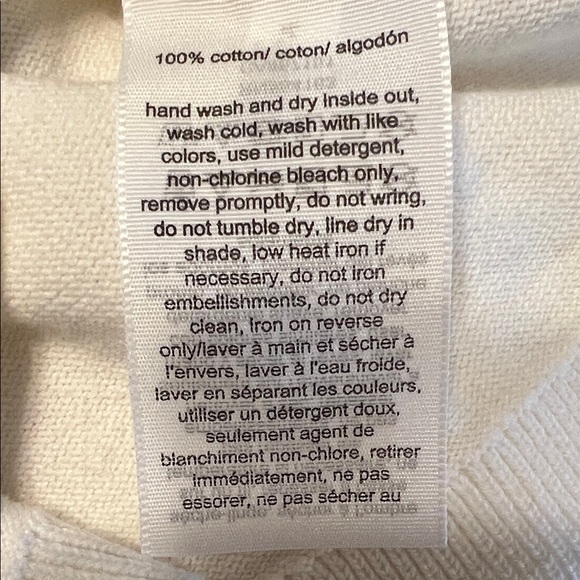 100% cotton/ coton/ algodón
hand wash and dry inside out,
wash cold, wash with like
colors, use mild detergent,
non-chlorine bleach only,
remove promptly, do not wring,
do not tumble dry, line dry in
shade, low heat iron if
necessary, do not iron
embellishments, do not dry
clean, iron on reverse
only/laver à main et sécher à
l'envers, laver à l'eau froide,
laver en séparant les couleurs,
utiliser un détergent doux,
seulement agent de
blanchiment non-chlore, retirer
immédiatement, ne pas
essorer, ne pas sécher au